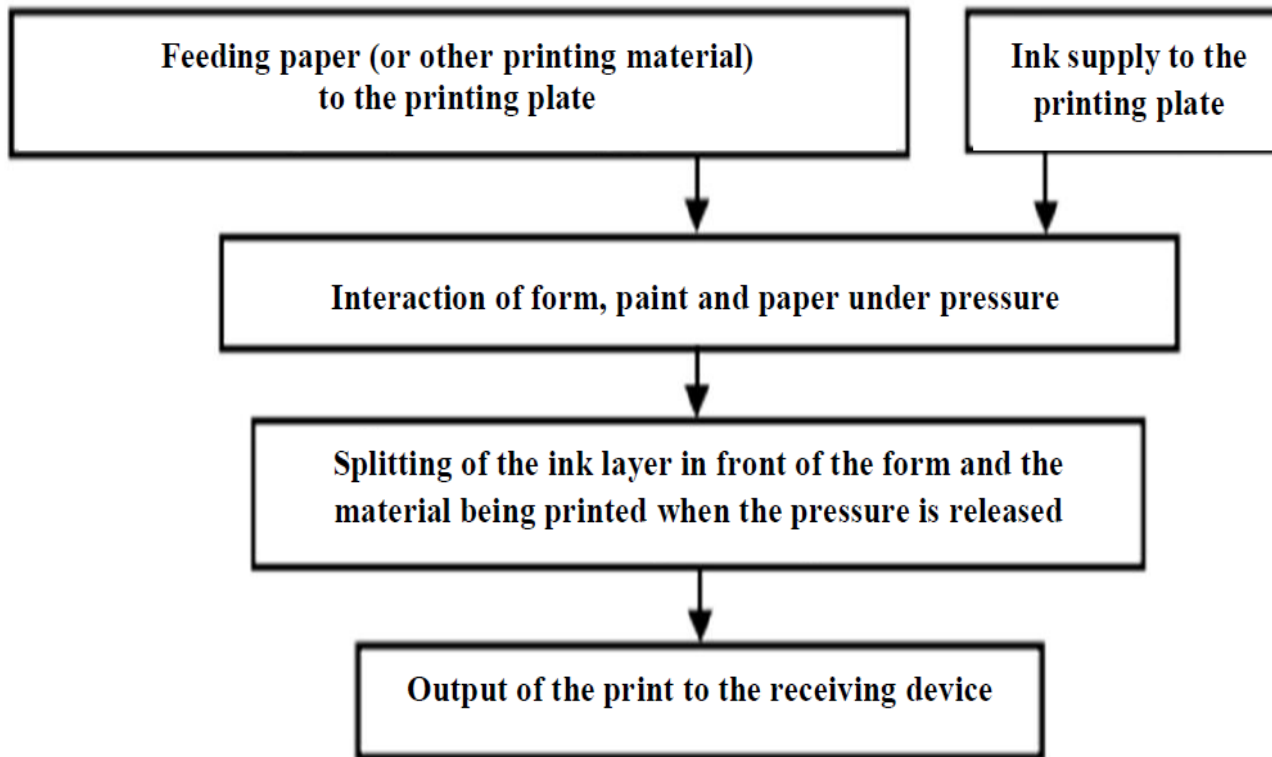 Feeding paper (or other printing material)
to the printing plate
Ink supply to the
printing plate
Interaction of form, paint and paper under pressure
Splitting of the ink layer in front of the form and the
material being printed when the pressure is released
Output of the print to the receiving device